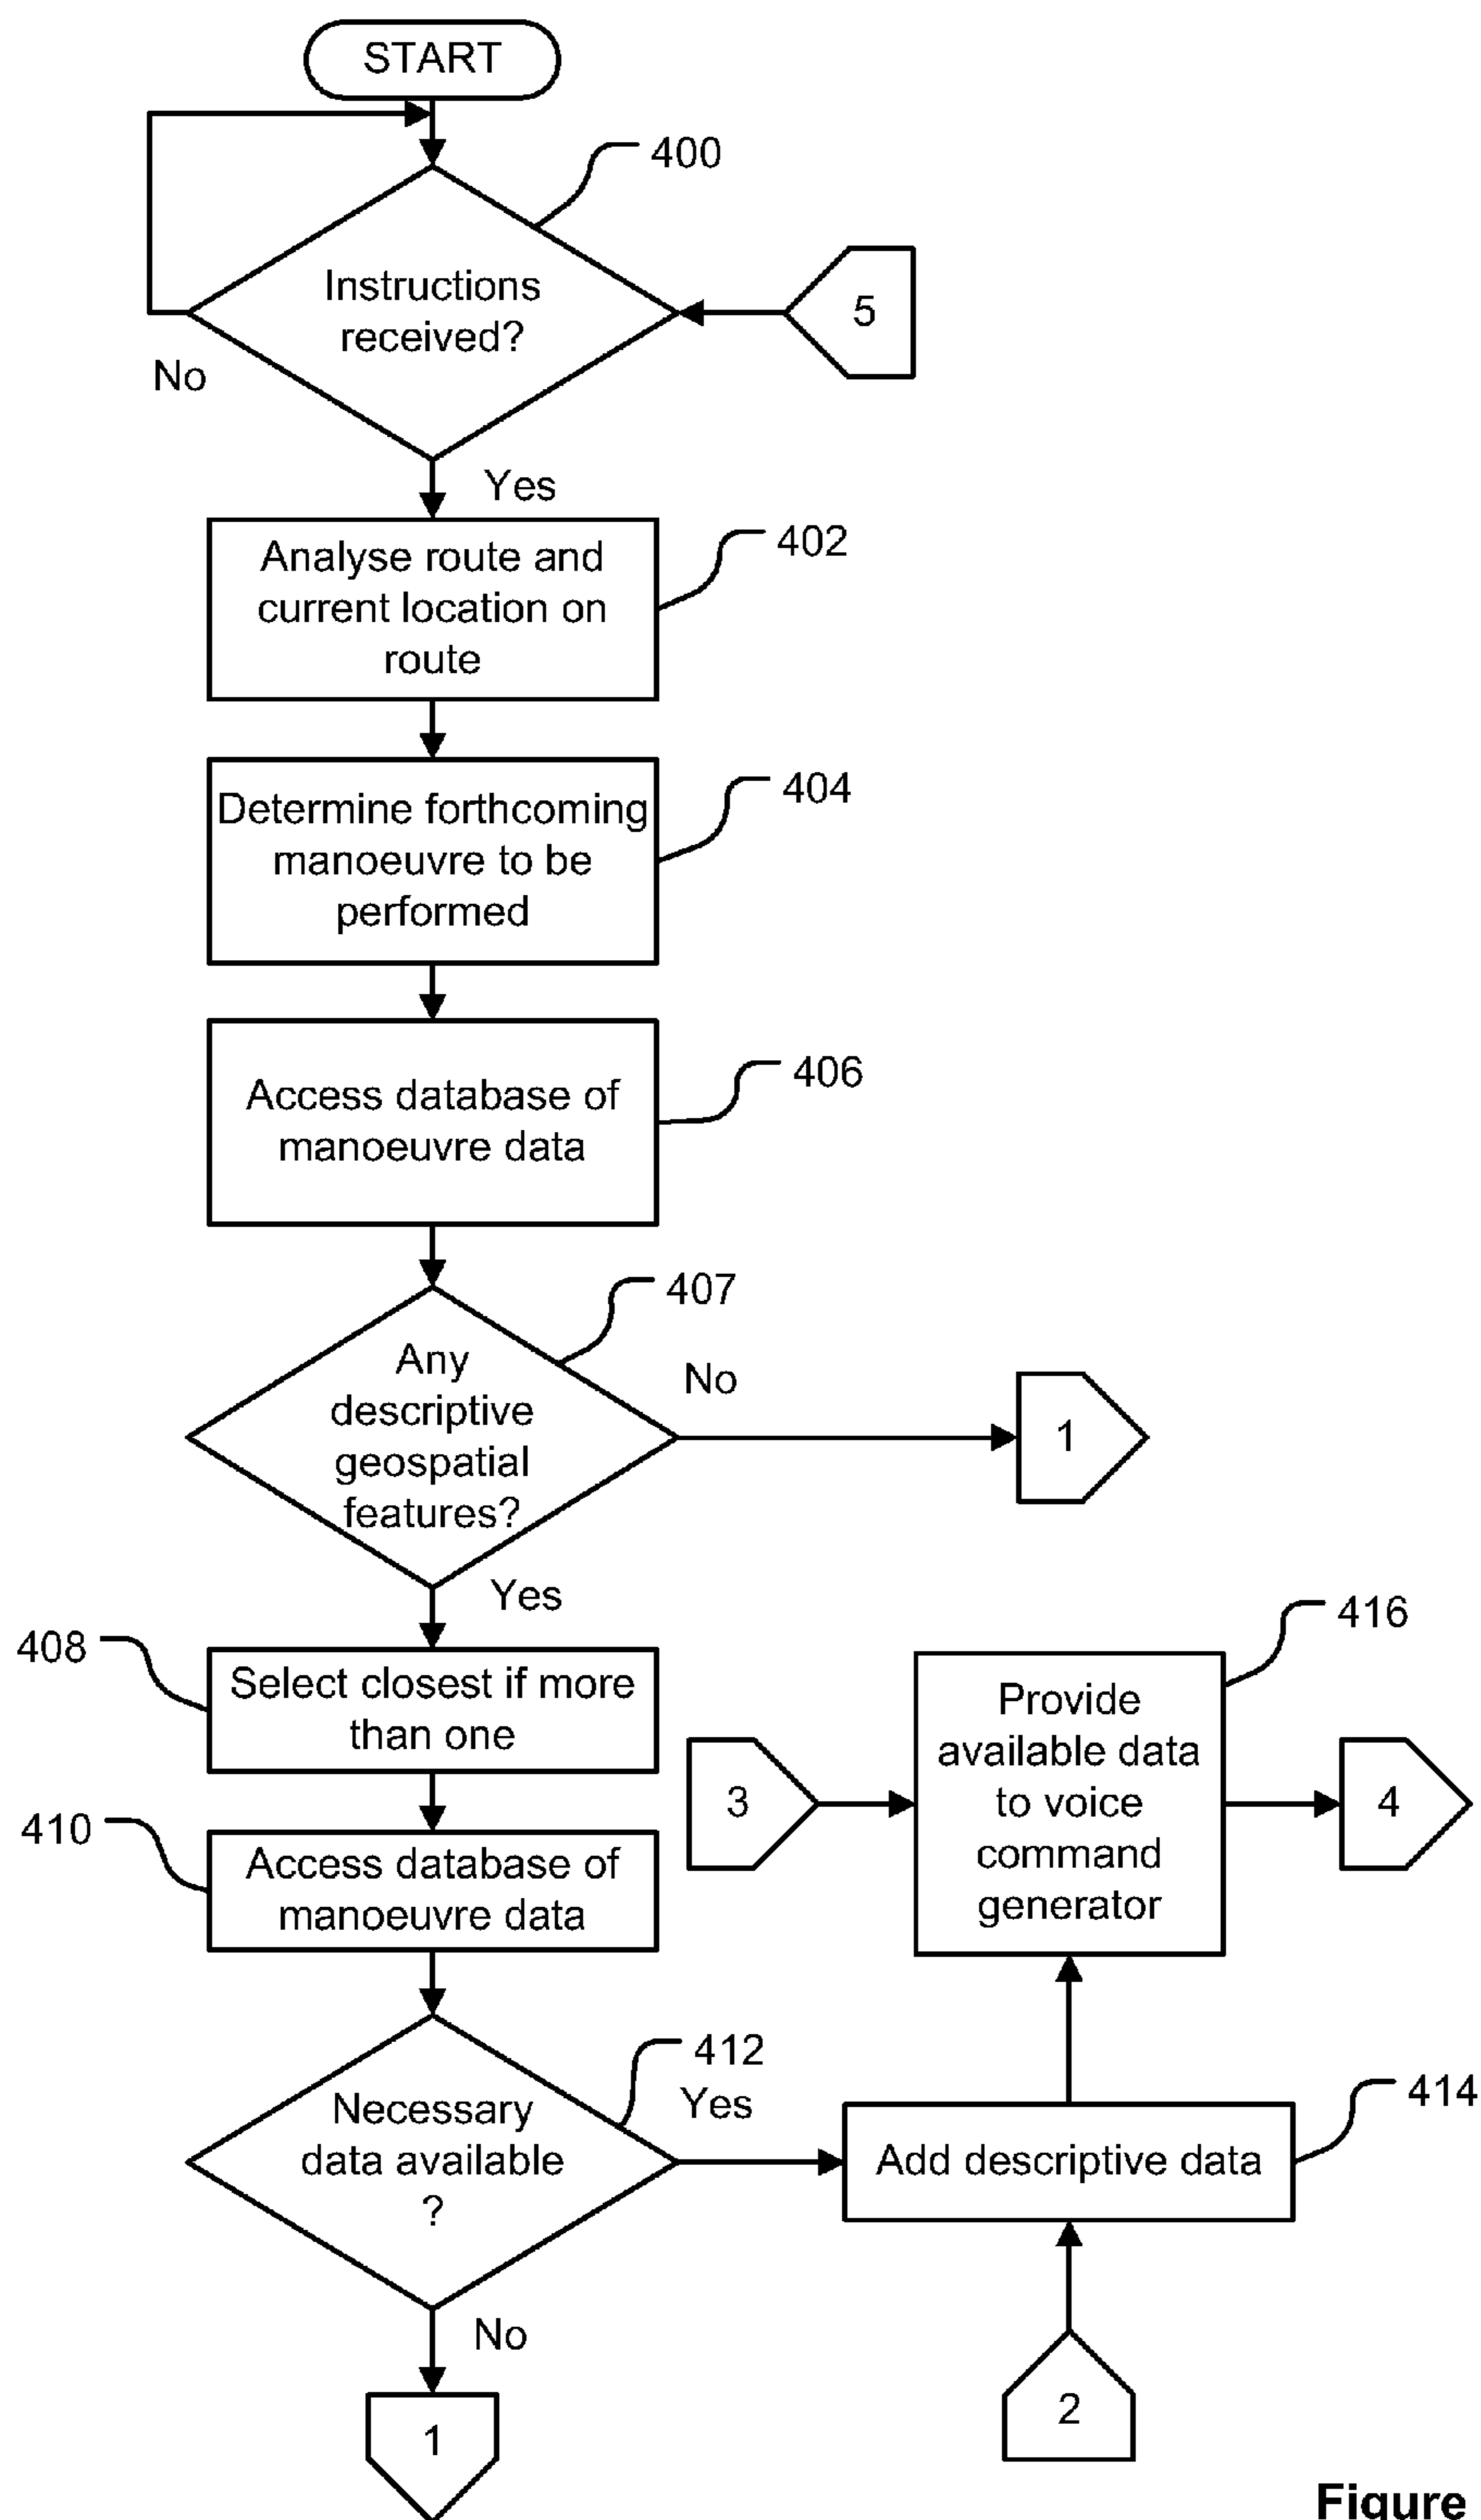 START
400
Instructions
received?
5
No
Yes
Analyse route and
current location on
route
402
Determine forthcoming
manoeuvre to be
performed
404
Access database of
manoeuvre data
406
407
Any
descriptive
geospatial
features?
No
1
Yes
408
Select closest if more
than one
416
Provide
available data
to voice
command
generator
3
4
410
Access database of
manoeuvre data
412
Necessary
data available
?
Yes
414
Add descriptive data
No
1
2
Figure